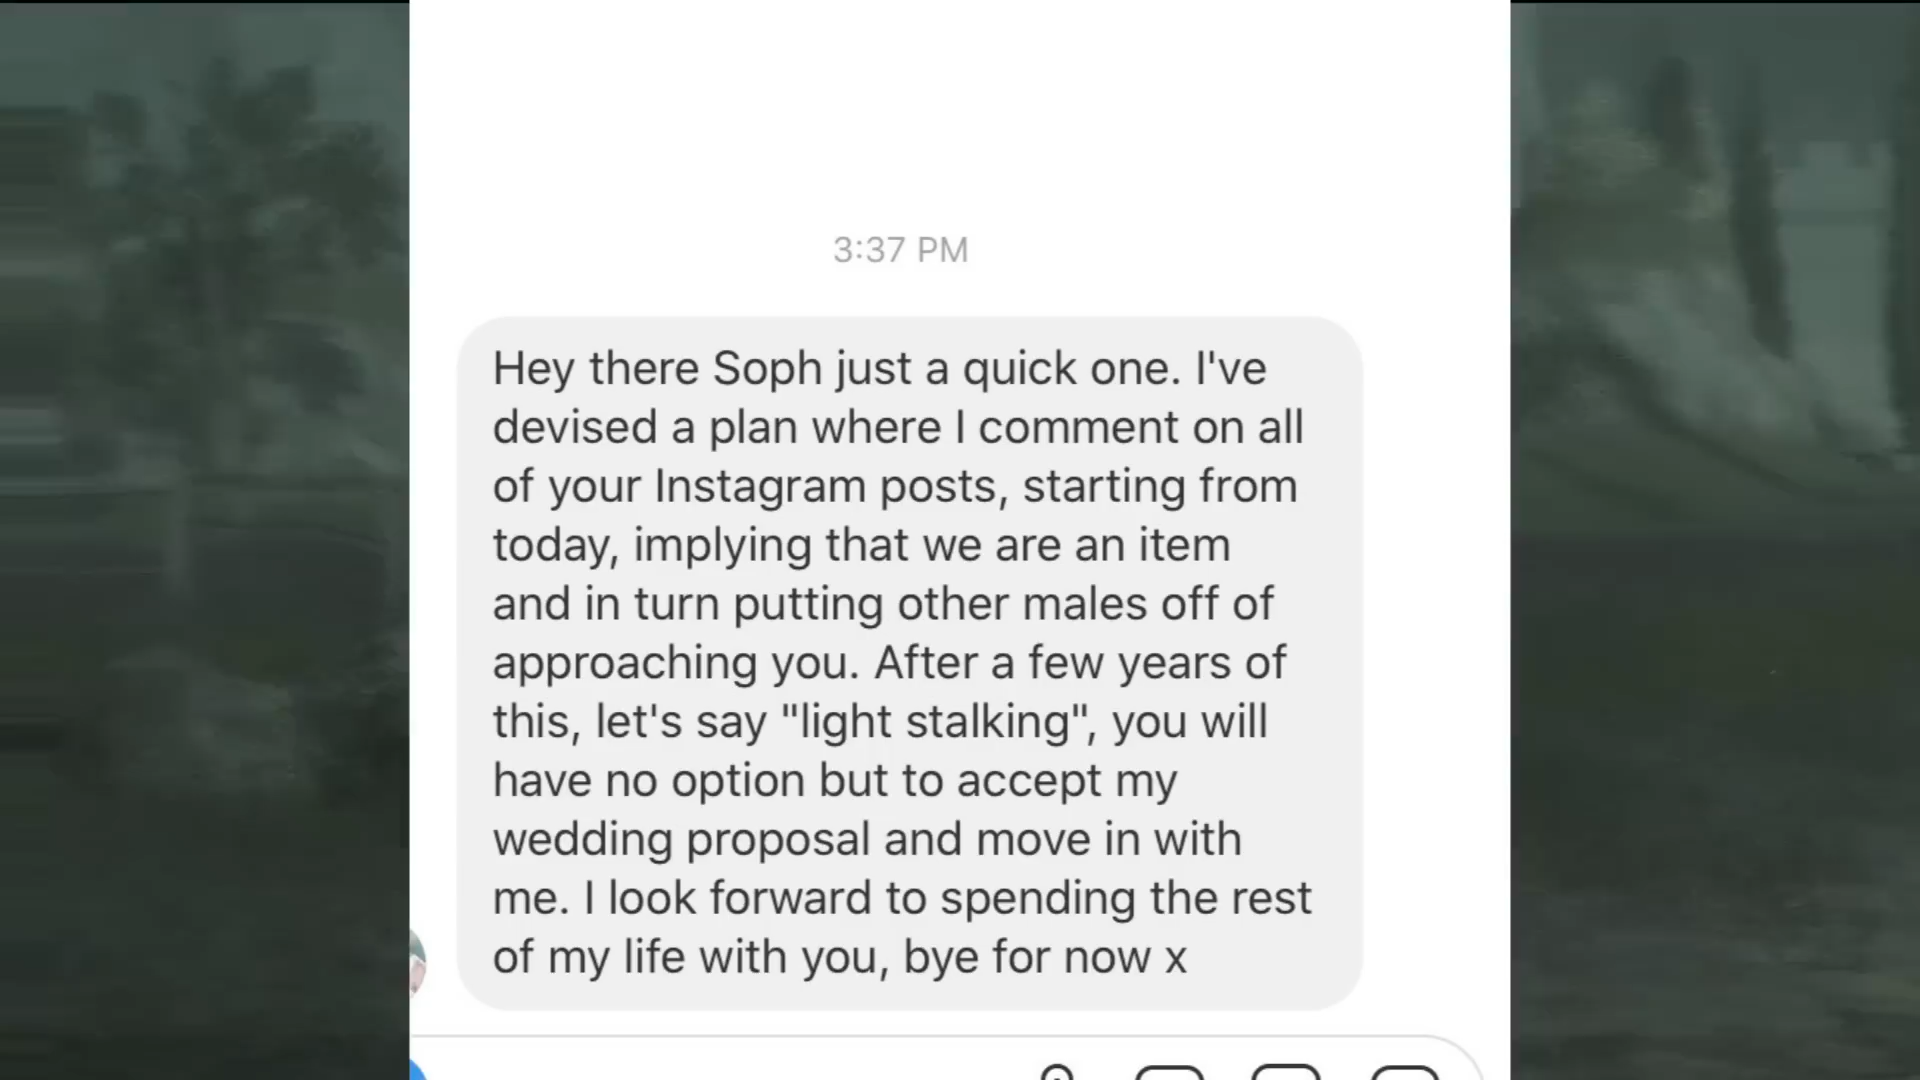 3:37 PM
Hey there Soph just a quick one. I've
devised a plan where I comment on all
of your Instagram posts, starting from
today, implying that we are an item
and in turn putting other males off of
approaching you. After a few years of
this, let's say "light stalking", you will
have no option but to accept my
wedding proposal and move in with
me. I look forward to spending the rest
of my life with you, bye for now x